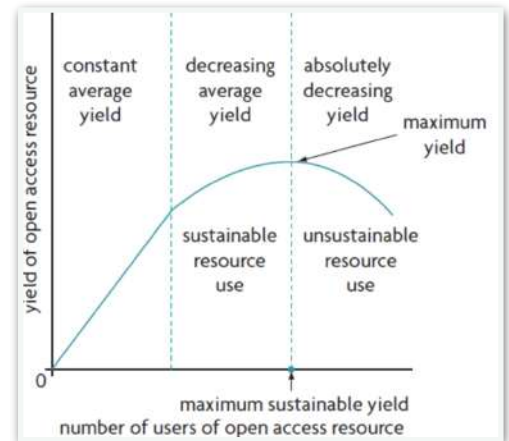 constant
average
yield
decreasing
average
yield
absolutely
decreasing
yield
maximum
yield
yield of open access resource
sustainable
resource
use
unsustainable
resource
use
0
maximum sustainable yield
number of users of open access resource